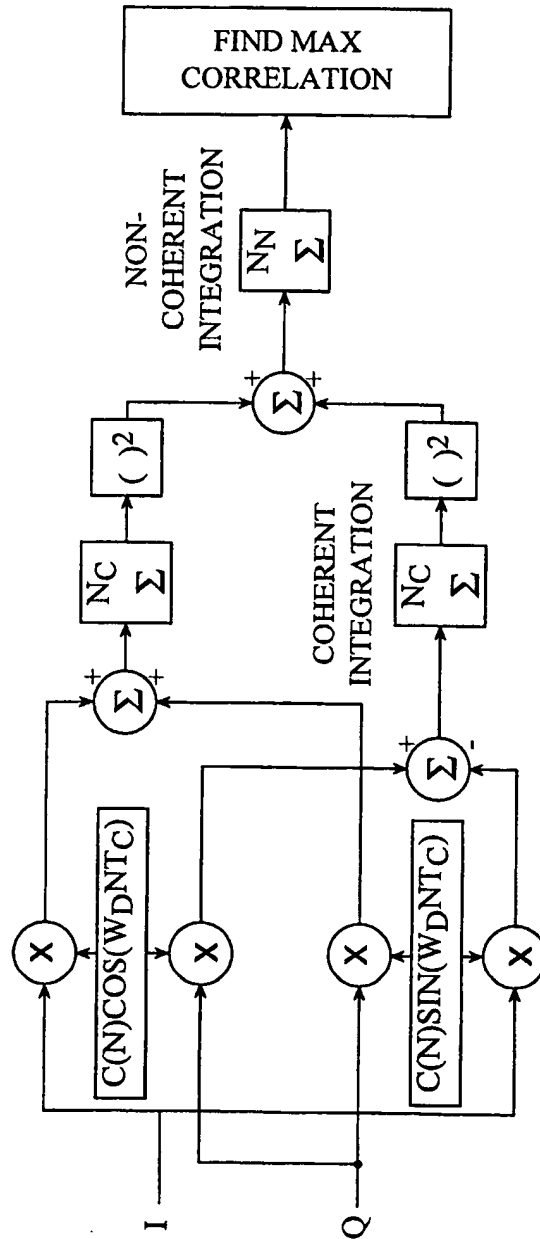 I
Q
X
C(N)COS(W_DNT_C)
X
X
C(N)SIN(W_DNT_C)
X
+
Σ
+
+
Σ
-
N_C
Σ
COHERENT
INTEGRATION
N_C
Σ
( )²
( )²
+
Σ
+
NON-
COHERENT
INTEGRATION
N_N
Σ
FIND MAX
CORRELATION